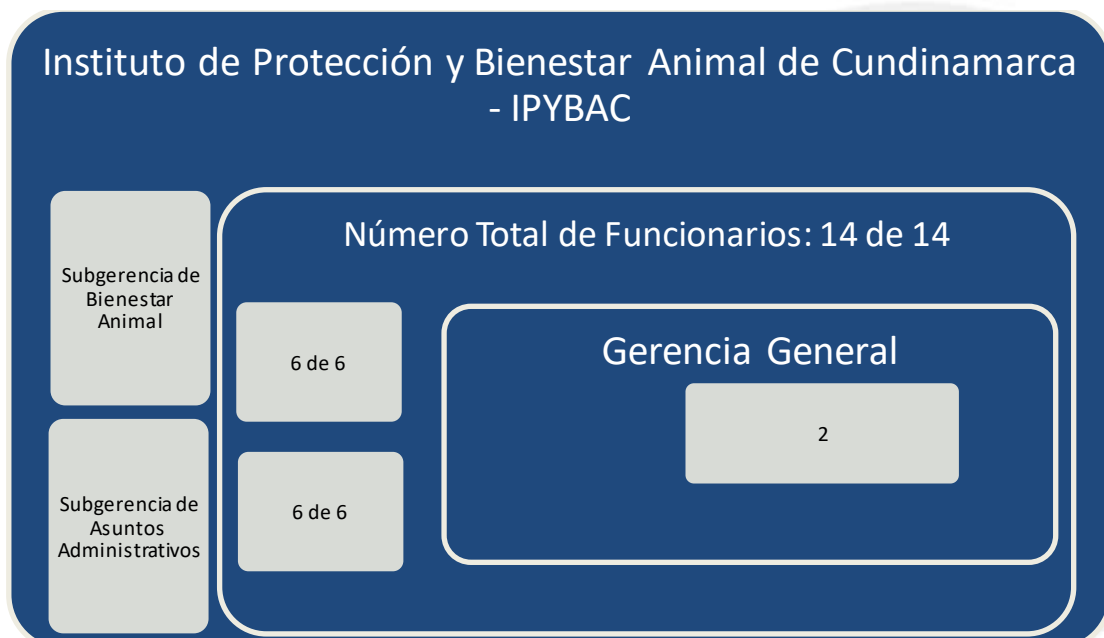 Instituto de Protección y Bienestar Animal de Cundinamarca
- IPYBAC
Número Total de Funcionarios: 14 de 14
Subgerencia de
Bienestar
Animal
6 de 6
Gerencia General
2
Subgerencia de
Asuntos
Administrativos
6 de 6